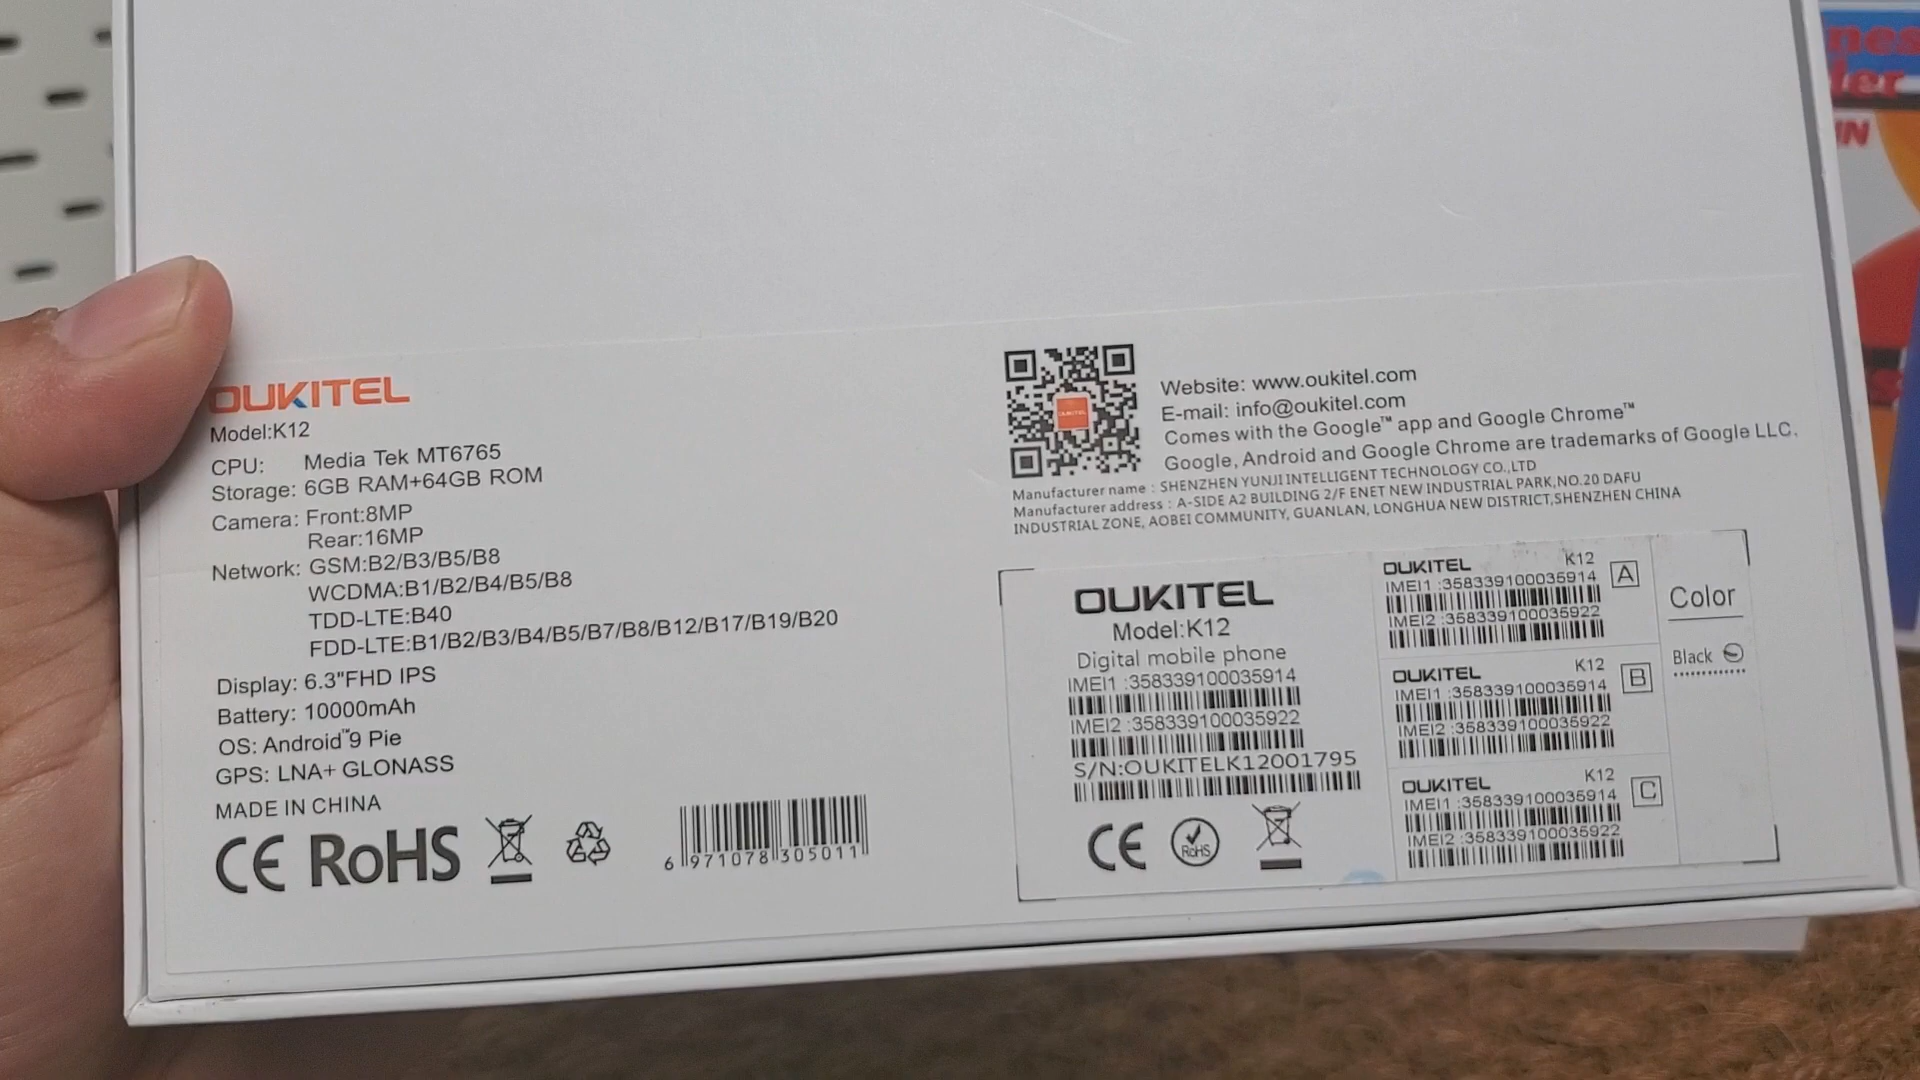 OUKITEL
Model:K12
CPU: Media Tek MT6765
Storage: 6GB RAM+64GB ROM
Camera: Front:8MP
Rear:16MP
Network: GSM:B2/B3/B5/B8
WCDMA:B1/B2/B4/B5/B8
TDD-LTE:B40
FDD-LTE:B1/B2/B3/B4/B5/B7/B8/B12/B17/B19/B20
Display: 6.3"FHD IPS
Battery: 10000mAh
OS: Android™9 Pie
GPS: LNA+ GLONASS
MADE IN CHINA
CE RoHS
6 971078 305011
Website: www.oukitel.com
E-mail: info@oukitel.com
Comes with the Google™ app and Google Chrome™
Google, Android and Google Chrome are trademarks of Google LLC.
Manufacturer name : SHENZHEN YUNJI INTELLIGENT TECHNOLOGY CO.,LTD
Manufacturer address : A-SIDE A2 BUILDING 2/F ENET NEW INDUSTRIAL PARK,NO.20 DAFU
INDUSTRIAL ZONE, AOBEI COMMUNITY, GUANLAN, LONGHUA NEW DISTRICT,SHENZHEN CHINA
OUKITEL
Model:K12
Digital mobile phone
IMEI1 :358339100035914
IMEI2 :358339100035922
S/N:OUKITELK12001795
CE RoHS
OUKITEL K12
IMEI1 :358339100035914 A
IMEI2 :358339100035922
OUKITEL K12
IMEI1 :358339100035914 B
IMEI2 :358339100035922
OUKITEL K12
IMEI1 :358339100035914 C
IMEI2 :358339100035922
Color
Black